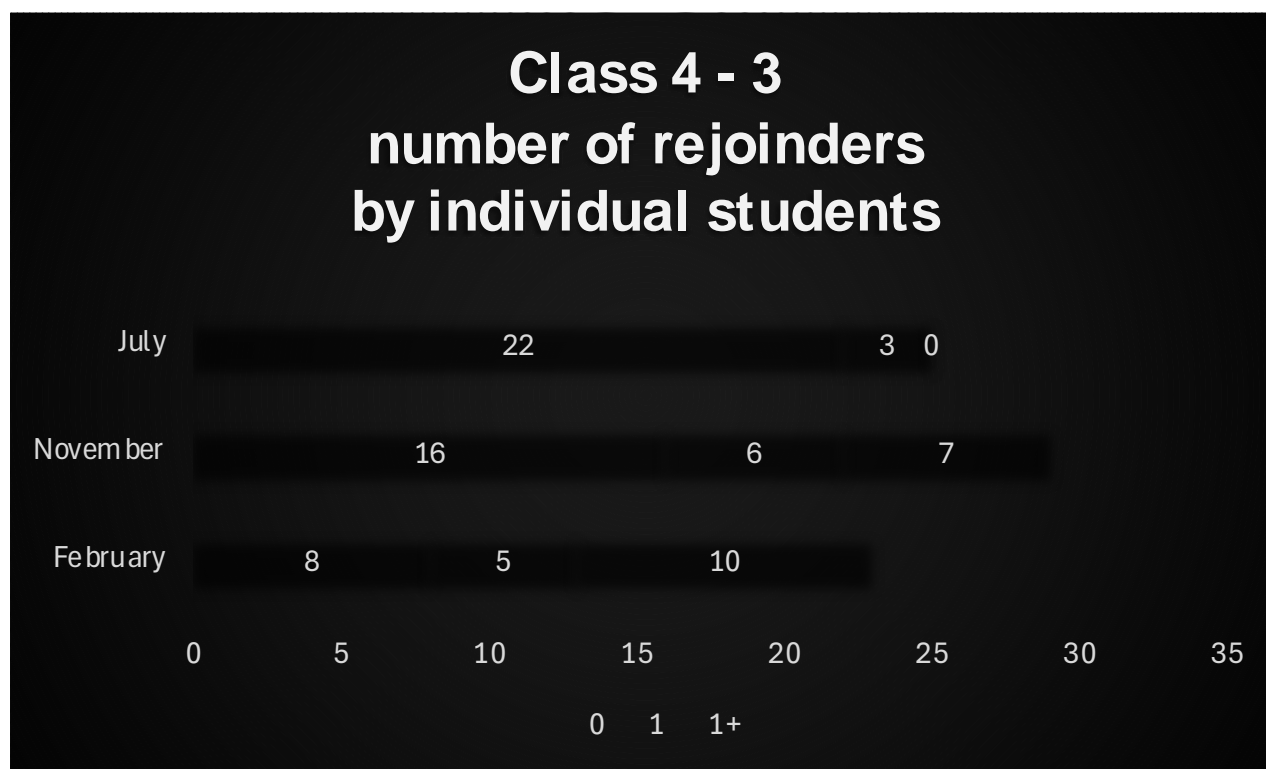 Class 4 - 3
number of rejoinders
by individual students
July 22 3 0
November 16 6 7
February 8 5 10
0 5 10 15 20 25 30 35
0 1 1+